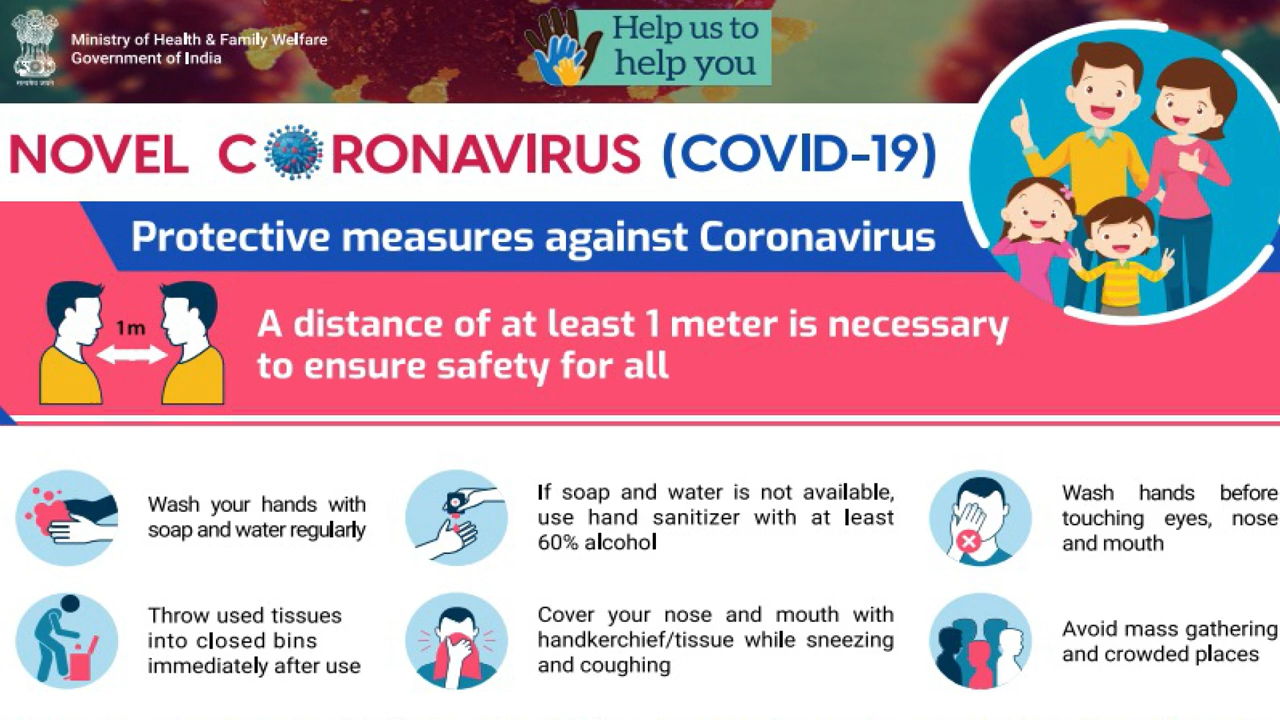 Ministry of Health & Family Welfare
Government of India
सत्यमेव जयते
Help us to
help you
NOVEL CORONAVIRUS (COVID-19)
Protective measures against Coronavirus
1m
A distance of at least 1 meter is necessary
to ensure safety for all
Wash your hands with
soap and water regularly
If soap and water is not available,
use hand sanitizer with at least
60% alcohol
Wash hands before
touching eyes, nose
and mouth
Throw used tissues
into closed bins
immediately after use
Cover your nose and mouth with
handkerchief/tissue while sneezing
and coughing
Avoid mass gathering
and crowded places